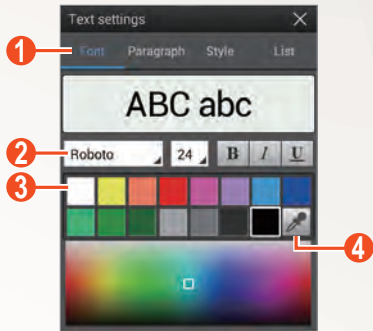 Text settings
1
Font Paragraph Style List
ABC abc
2
Roboto 24 B I U
3
4